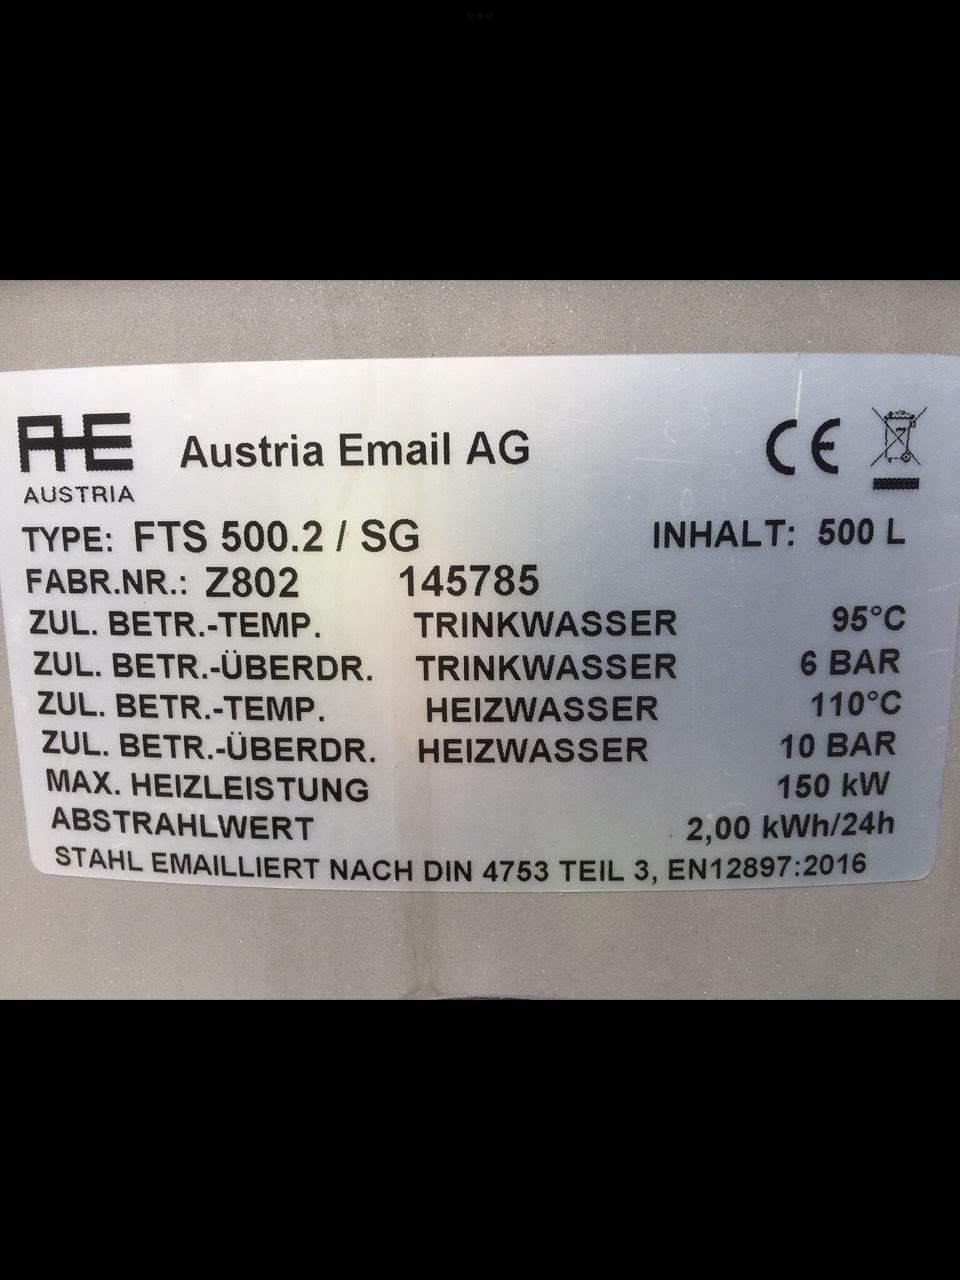 AE Austria Email AG CE
AUSTRIA
TYPE: FTS 500.2 / SG INHALT: 500 L
FABR.NR.: Z802 145785
ZUL. BETR.-TEMP. TRINKWASSER 95°C
ZUL. BETR.-ÜBERDR. TRINKWASSER 6 BAR
ZUL. BETR.-TEMP. HEIZWASSER 110°C
ZUL. BETR.-ÜBERDR. HEIZWASSER 10 BAR
MAX. HEIZLEISTUNG 150 kW
ABSTRAHLWERT 2,00 kWh/24h
STAHL EMAILLIERT NACH DIN 4753 TEIL 3, EN12897:2016